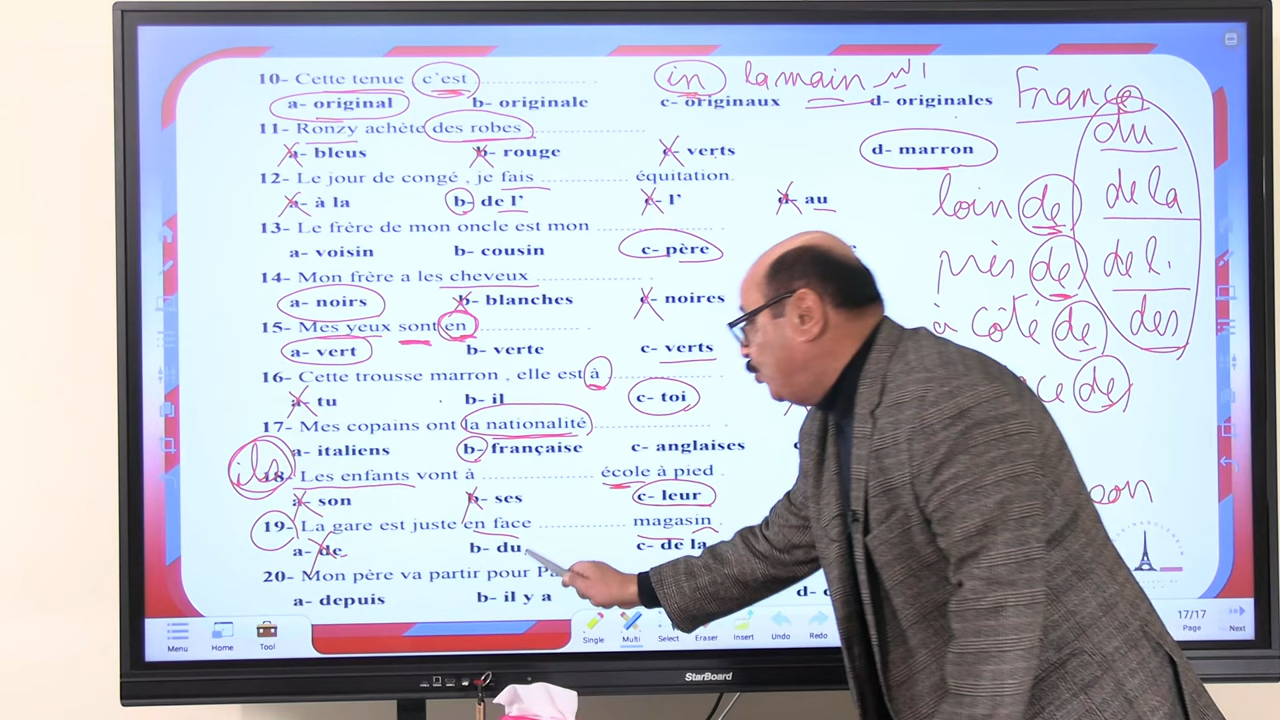 10- Cette tenue c'est ....................
a- original b- originale c- originaux d- originales
11- Ronzy achète des robes ....................
a- bleus b- rouge c- verts d- marron
12- Le jour de congé , je fais .................... équitation.
a- à la b- de l' c- l' d- au
13- Le frère de mon oncle est mon ....................
a- voisin b- cousin c- père
14- Mon frère a les cheveux .................... .
a- noirs b- blanches c- noires
15- Mes yeux sont en .................... .
a- vert b- verte c- verts
16- Cette trousse marron , elle est à ....................
a- tu b- il c- toi
17- Mes copains ont la nationalité .................... .
a- italiens b- française c- anglaises
18- Les enfants vont à .................... école à pied .
a- son b- ses c- leur
19- La gare est juste en face .................... magasin .
a- de b- du c- de la
20- Mon père va partir pour
a- depuis b- il y a d-
in la main
France
du
de la
de l'
des
loin de
près de
à côté de
de
ils
Menu Home Tool Single Multi Select Eraser Insert Undo Redo
17/17
Page Next
StarBoard